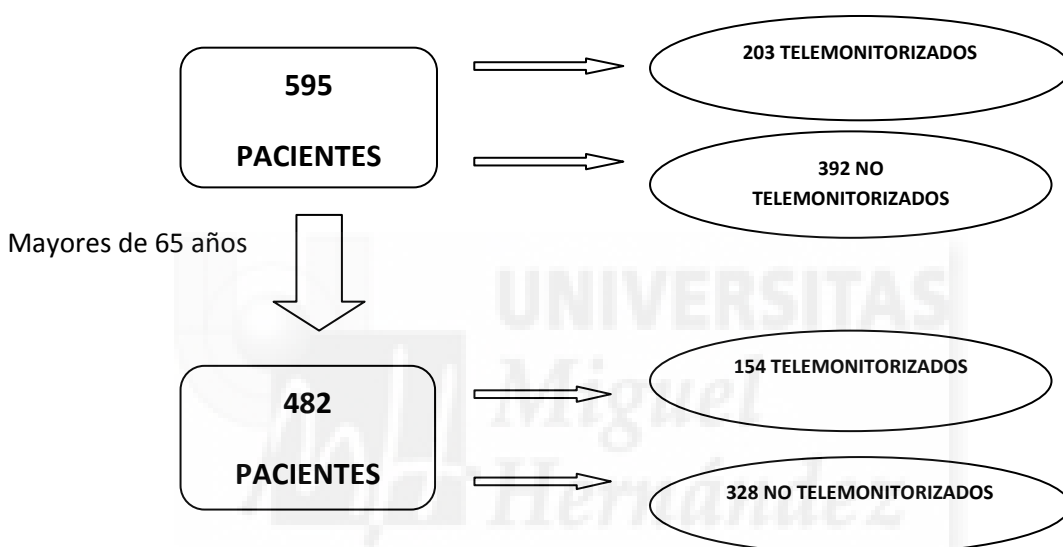 595
PACIENTES
203 TELEMONITORIZADOS
392 NO
TELEMONITORIZADOS
Mayores de 65 años
UNIVERSITAS
Miguel
Hernández
482
PACIENTES
154 TELEMONITORIZADOS
328 NO TELEMONITORIZADOS